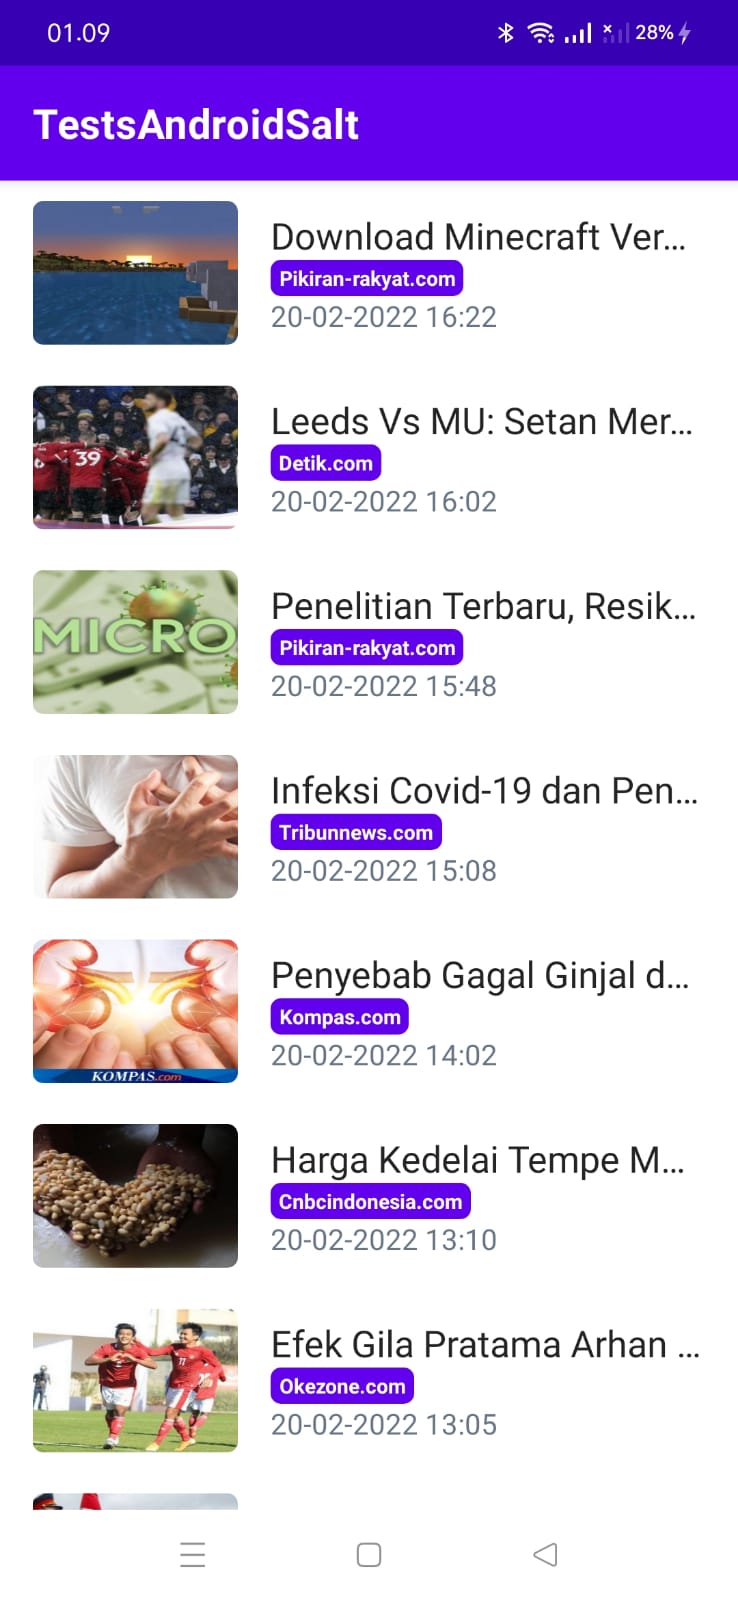 01.09
28%
TestsAndroidSalt
Download Minecraft Ver...
Pikiran-rakyat.com
20-02-2022 16:22
39
Leeds Vs MU: Setan Mer...
Detik.com
20-02-2022 16:02
MICRO
Penelitian Terbaru, Resik...
Pikiran-rakyat.com
20-02-2022 15:48
Infeksi Covid-19 dan Pen...
Tribunnews.com
20-02-2022 15:08
KOMPAS.com
Penyebab Gagal Ginjal d...
Kompas.com
20-02-2022 14:02
Harga Kedelai Tempe M...
Cnbcindonesia.com
20-02-2022 13:10
11
Efek Gila Pratama Arhan ...
Okezone.com
20-02-2022 13:05